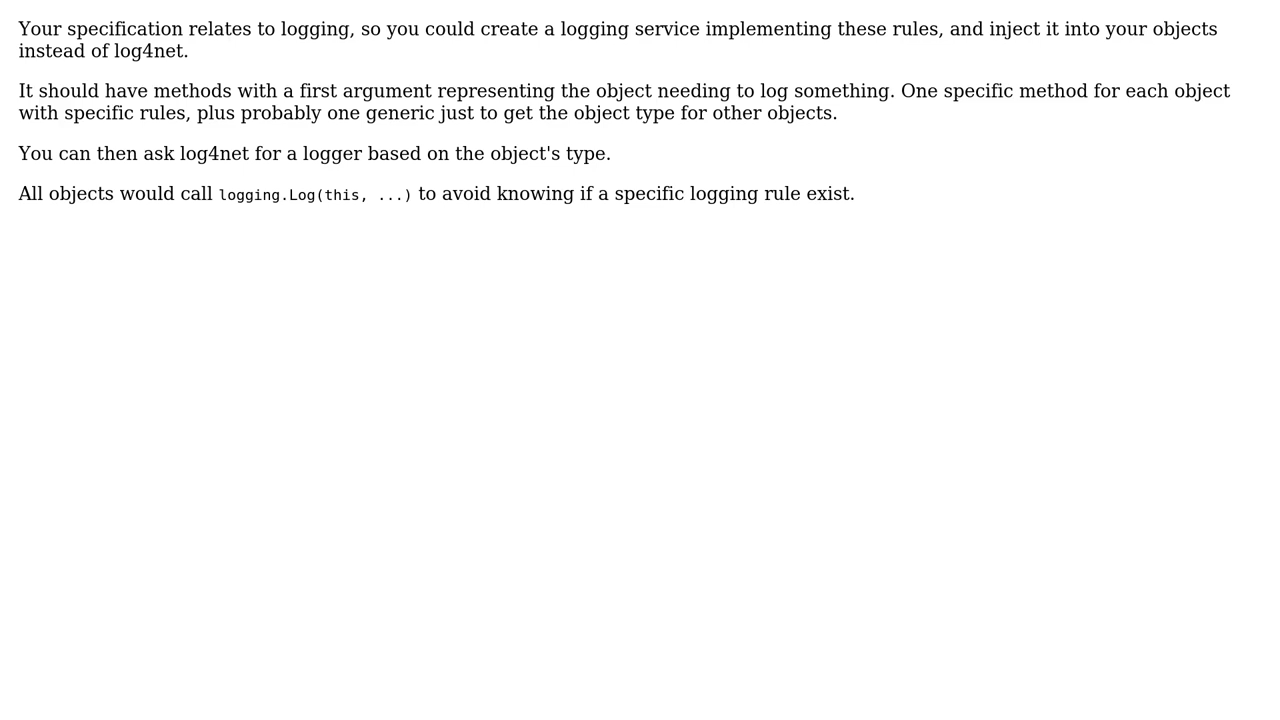 Your specification relates to logging, so you could create a logging service implementing these rules, and inject it into your objects
instead of log4net.
It should have methods with a first argument representing the object needing to log something. One specific method for each object
with specific rules, plus probably one generic just to get the object type for other objects.
You can then ask log4net for a logger based on the object's type.
All objects would call logging.Log(this, ...) to avoid knowing if a specific logging rule exist.